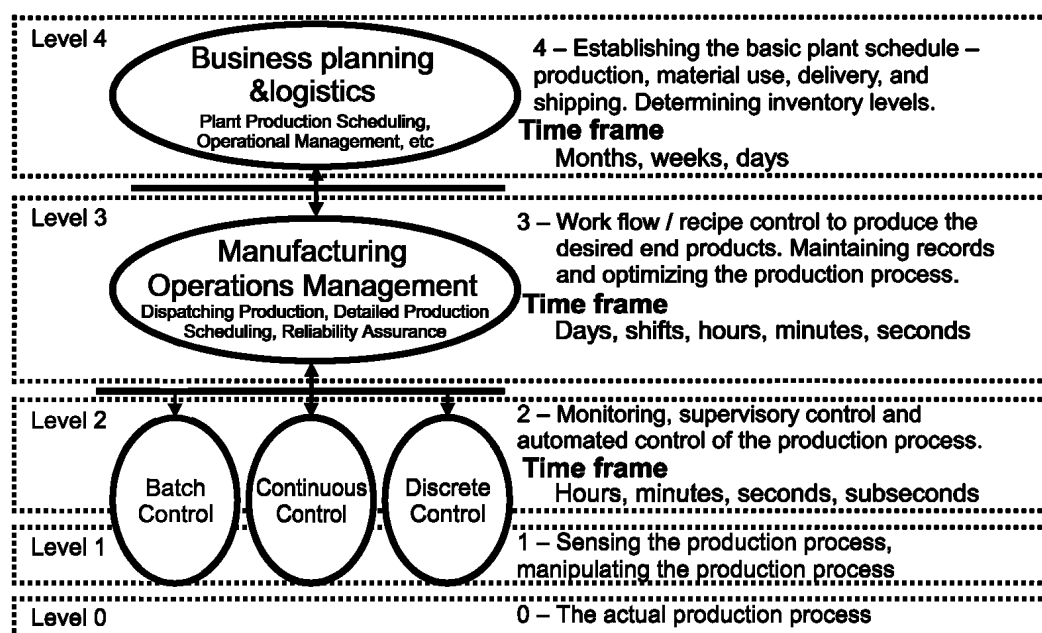 Level 4
Business planning
&logistics
Plant Production Scheduling,
Operational Management, etc
4 – Establishing the basic plant schedule –
production, material use, delivery, and
shipping. Determining inventory levels.
Time frame
Months, weeks, days
Level 3
Manufacturing
Operations Management
Dispatching Production, Detailed Production
Scheduling, Reliability Assurance
3 – Work flow / recipe control to produce the
desired end products. Maintaining records
and optimizing the production process.
Time frame
Days, shifts, hours, minutes, seconds
Level 2
Batch
Control
Continuous
Control
Discrete
Control
2 – Monitoring, supervisory control and
automated control of the production process.
Time frame
Hours, minutes, seconds, subseconds
Level 1
1 – Sensing the production process,
manipulating the production process
Level 0
0 – The actual production process